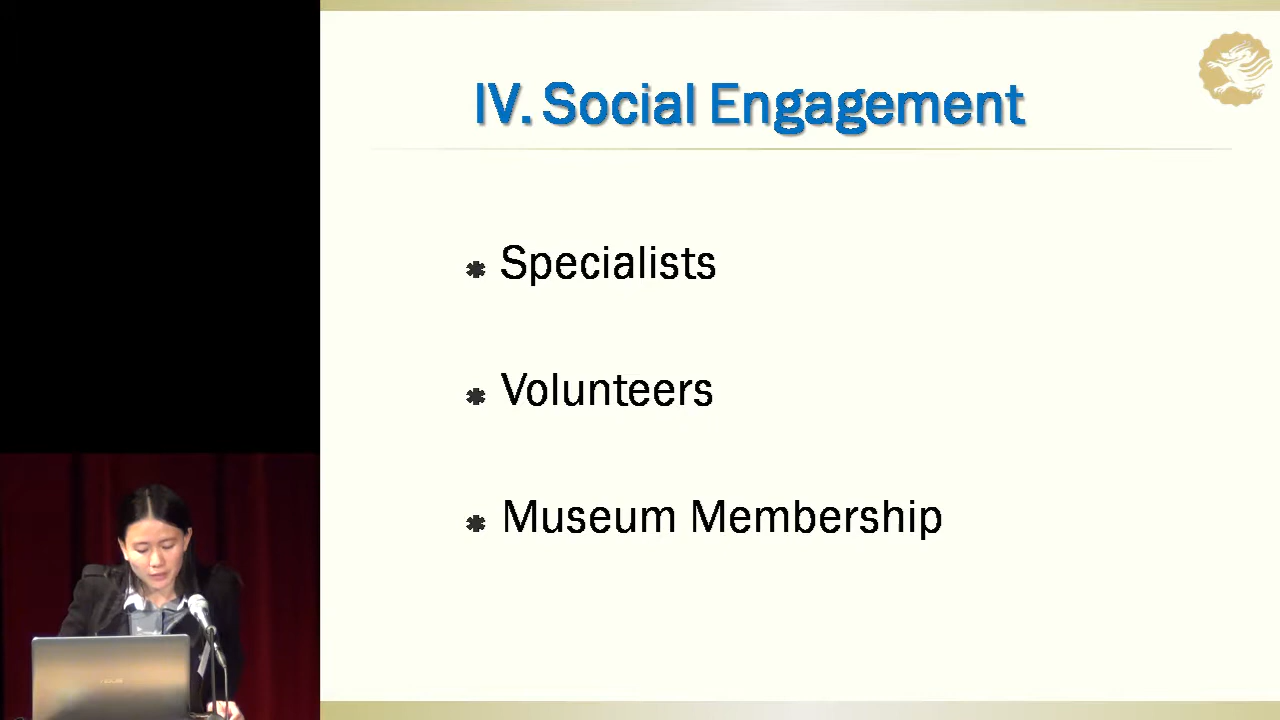 IV. Social Engagement
Specialists
Volunteers
Museum Membership